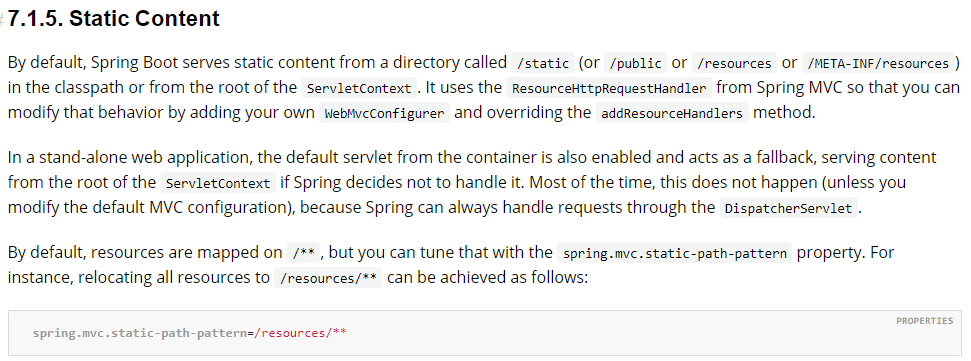 # 7.1.5. Static Content
By default, Spring Boot serves static content from a directory called /static (or /public or /resources or /META-INF/resources )
in the classpath or from the root of the ServletContext . It uses the ResourceHttpRequestHandler from Spring MVC so that you can
modify that behavior by adding your own WebMvcConfigurer and overriding the addResourceHandlers method.
In a stand-alone web application, the default servlet from the container is also enabled and acts as a fallback, serving content
from the root of the ServletContext if Spring decides not to handle it. Most of the time, this does not happen (unless you
modify the default MVC configuration), because Spring can always handle requests through the DispatcherServlet .
By default, resources are mapped on /** , but you can tune that with the spring.mvc.static-path-pattern property. For
instance, relocating all resources to /resources/** can be achieved as follows:
PROPERTIES
spring.mvc.static-path-pattern=/resources/**